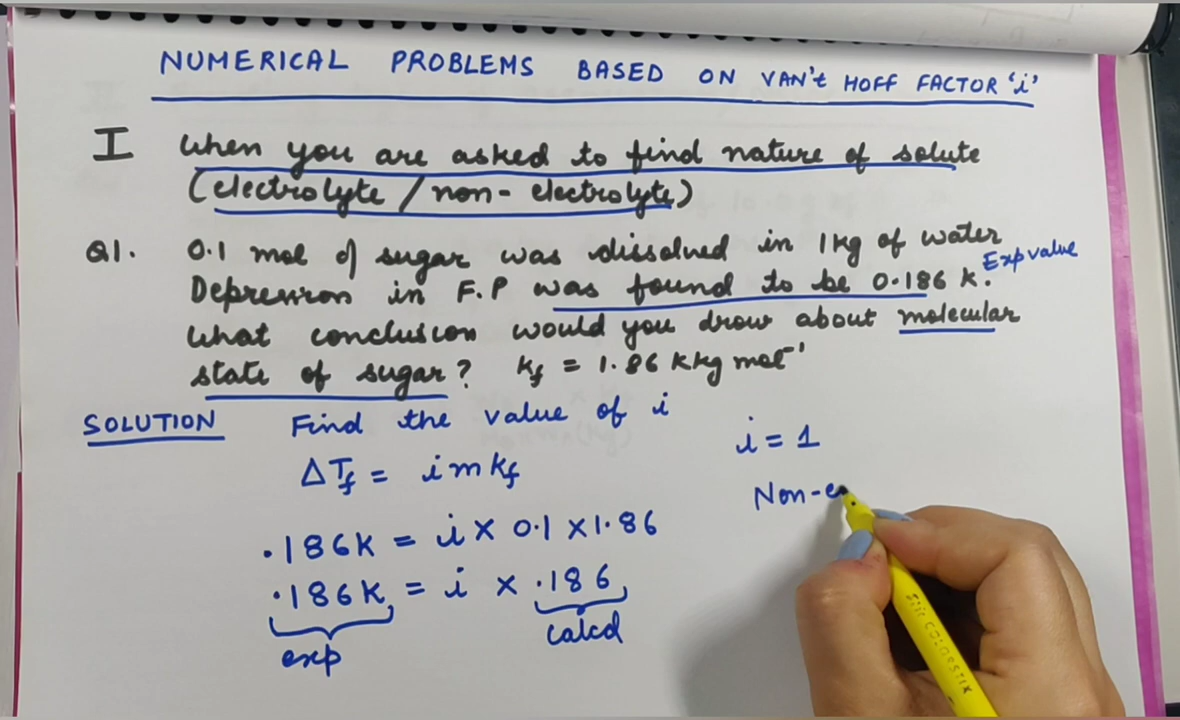 NUMERICAL PROBLEMS BASED ON VAN't HOFF FACTOR 'i'
I When you are asked to find nature of solute
(electrolyte / non-electrolyte)
Q1. 0.1 mol of sugar was dissolved in 1kg of water
Depression in F.P was found to be 0.186 K. Exp value
What conclusion would you draw about molecular
state of sugar? Kf = 1.86 K kg mol⁻¹
SOLUTION Find the value of i
ΔTf = i m Kf
.186K = i × 0.1 × 1.86
.186K = i × .186
exp calcd
i = 1
Non-e